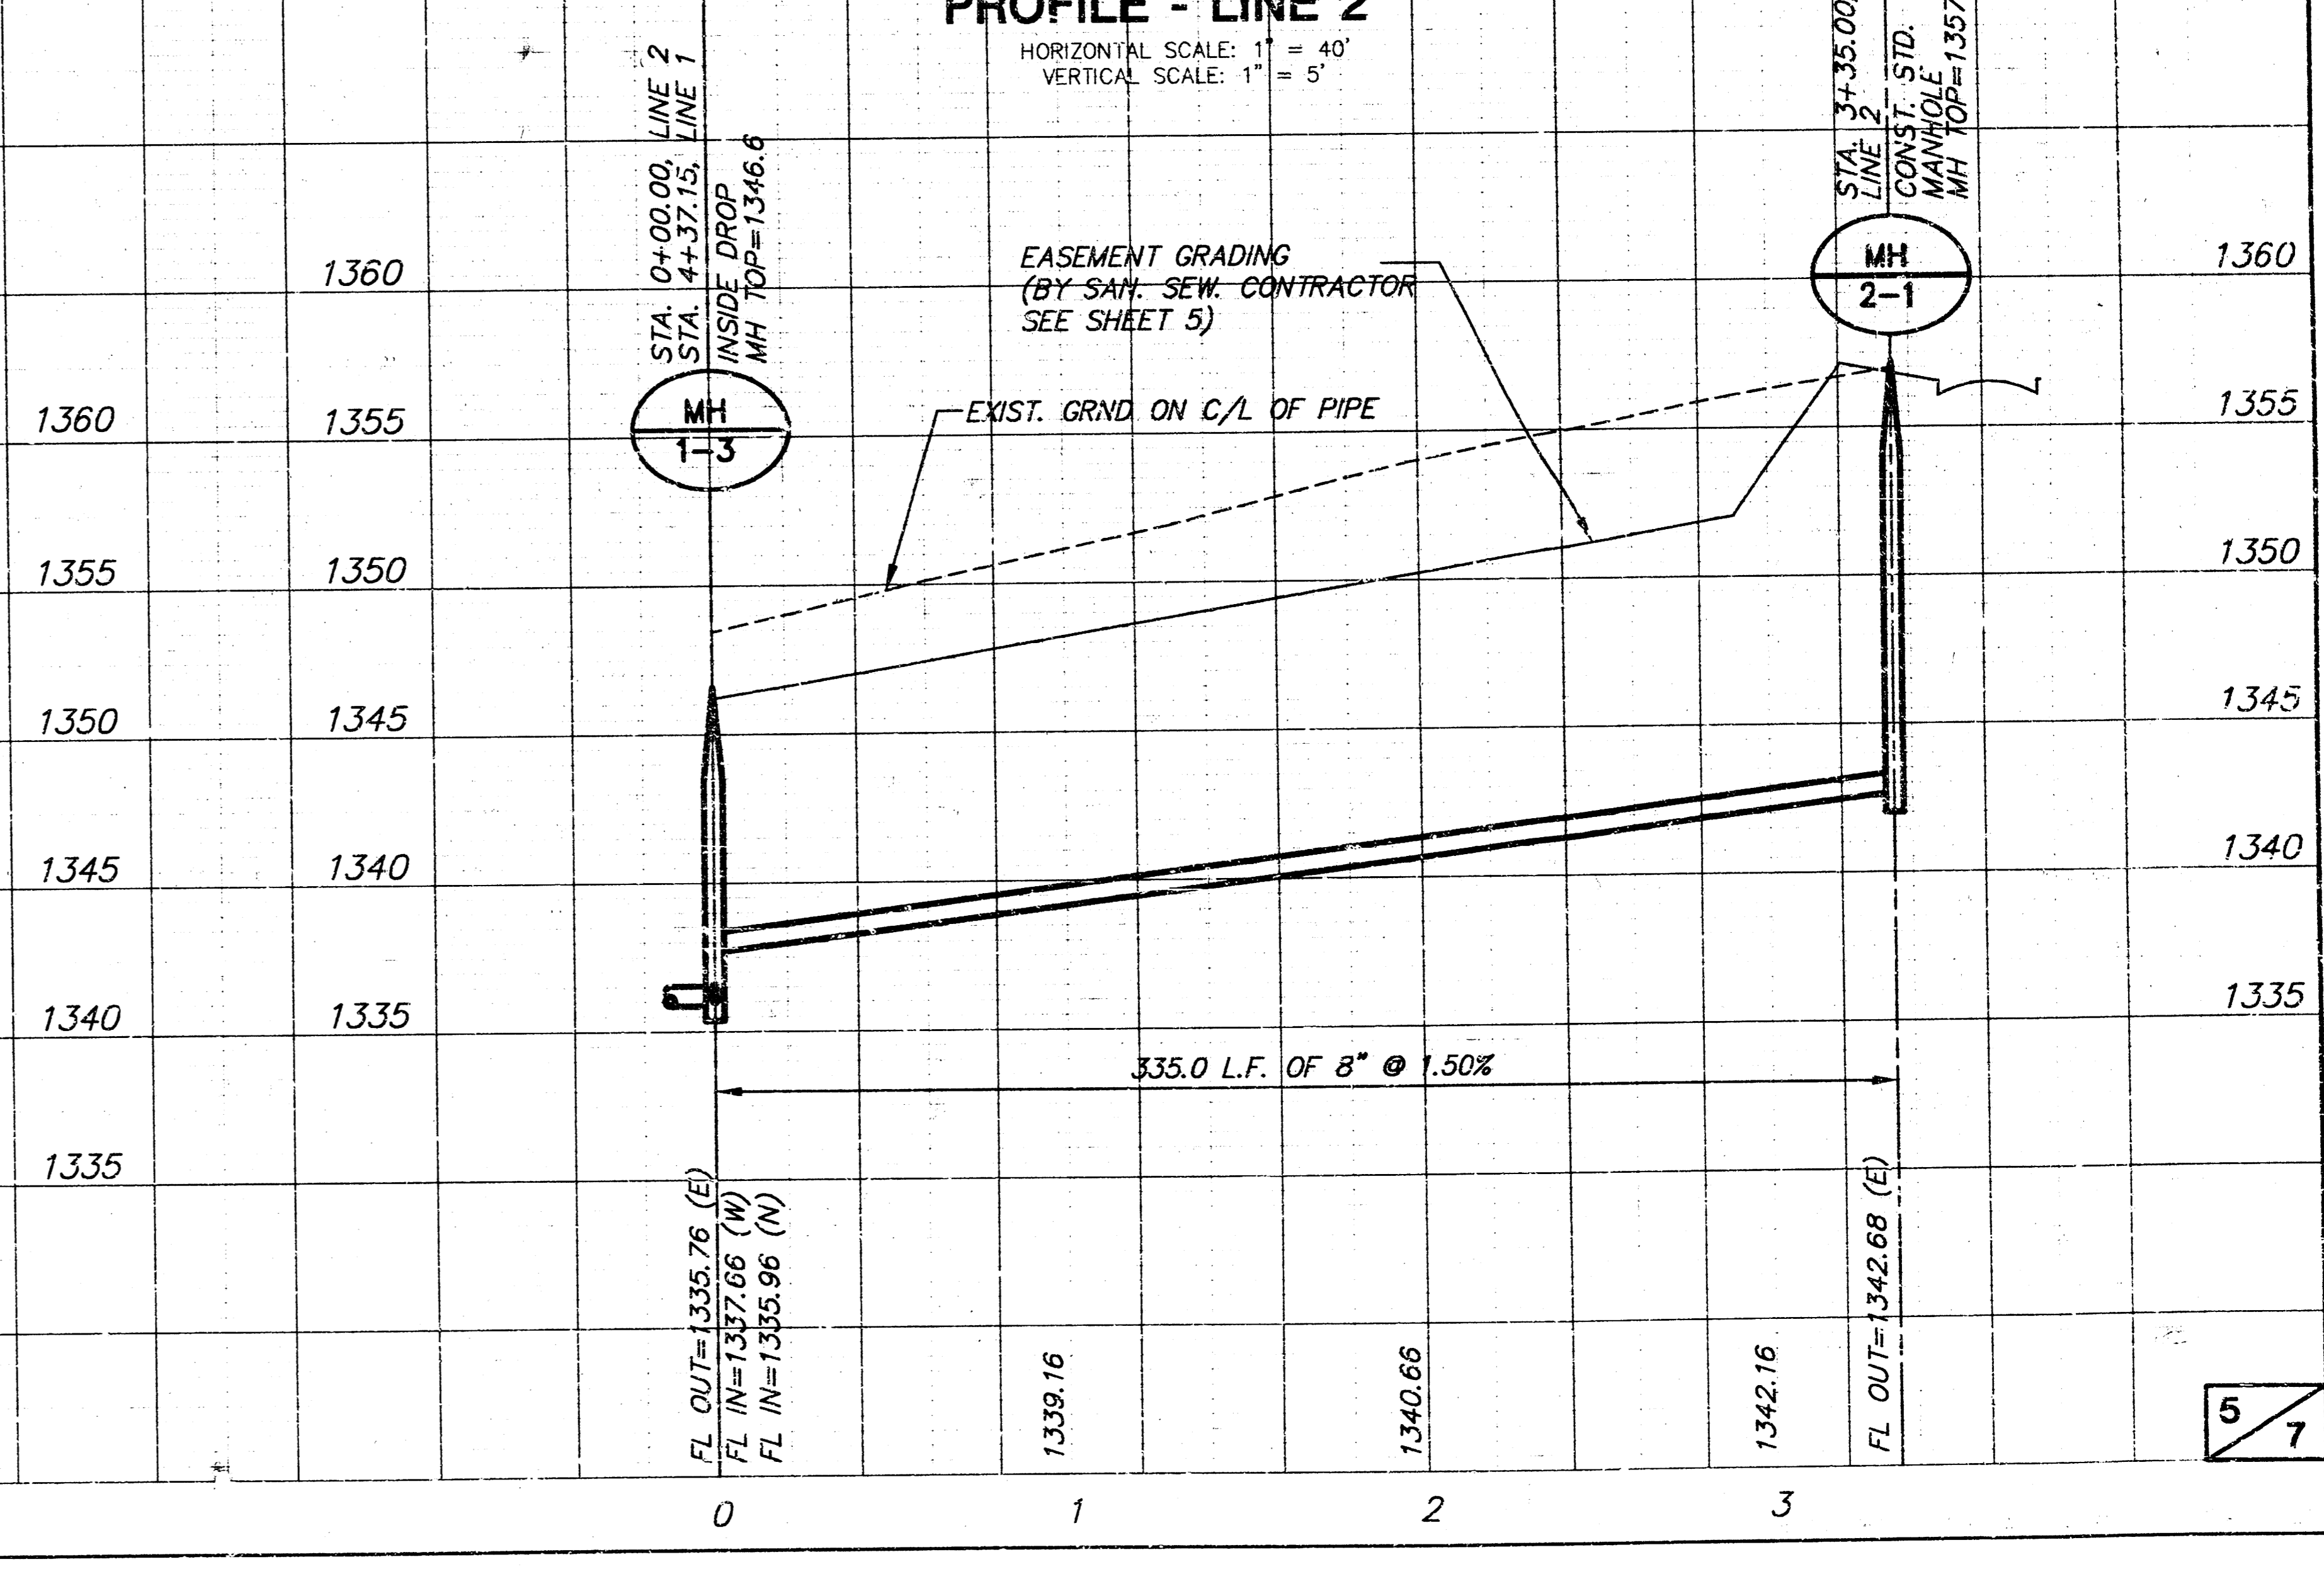 PROFILE - LINE 2
HORIZONTAL SCALE: 1" = 40'
VERTICAL SCALE: 1" = 5'
STA. 0+00.00, LINE 2
STA. 4+37.15, LINE 1
INSIDE DROP
MH TOP=1346.6
MH
1-3
EASEMENT GRADING
(BY SAN. SEW. CONTRACTOR
SEE SHEET 5)
EXIST. GRND ON C/L OF PIPE
STA. 3+35.00,
LINE 2
CONST. STD.
MANHOLE
MH TOP=1357
MH
2-1
1360
1355
1350
1345
1340
1335
1360
1355
1350
1345
1340
1335
1360
1355
1350
1345
1340
1335
335.0 L.F. OF 8" @ 1.50%
FL OUT=1335.76 (E)
FL IN=1337.66 (W)
FL IN=1335.96 (N)
1339.16
1340.66
1342.16
FL OUT=1342.68 (E)
0
1
2
3
5
7